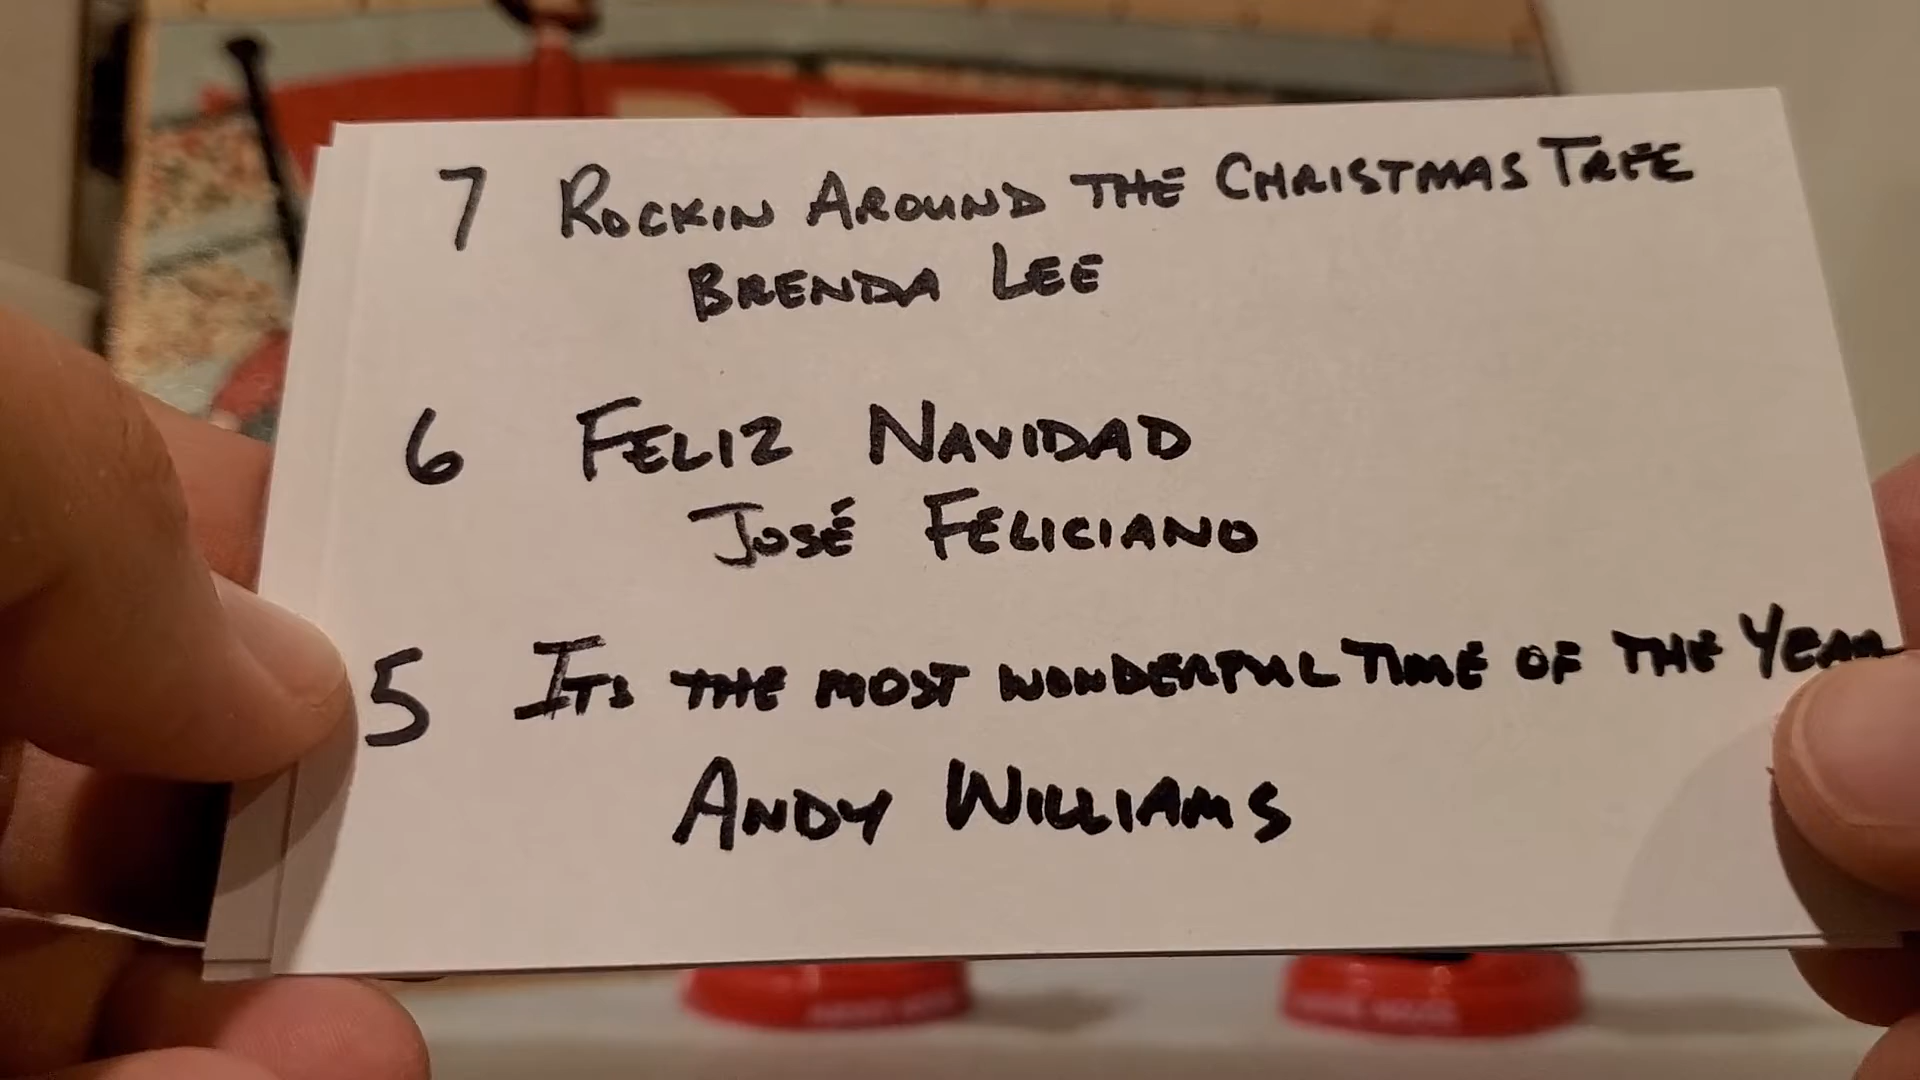 7 ROCKIN AROUND THE CHRISTMAS TREE
BRENDA LEE
6 FELIZ NAVIDAD
JOSÉ FELICIANO
5 ITS THE MOST WONDERFUL TIME OF THE YEAR
ANDY WILLIAMS